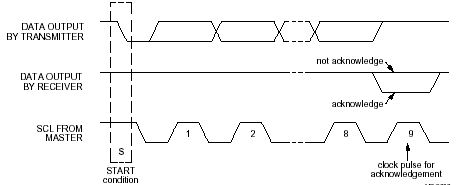 DATA OUTPUT
BY TRANSMITTER
not acknowledge
DATA OUTPUT
BY RECEIVER
acknowledge
SCL FROM
MASTER
1
2
8
9
S
START
condition
clock pulse for
acknowledgement